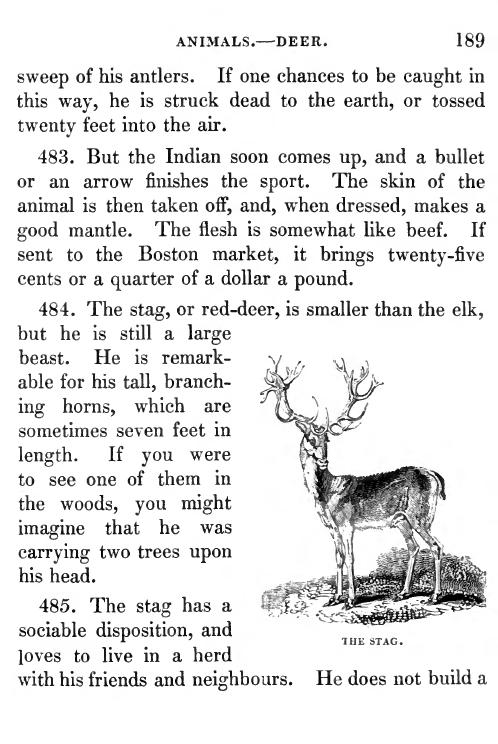 ANIMALS.—DEER. 189
sweep of his antlers. If one chances to be caught in
this way, he is struck dead to the earth, or tossed
twenty feet into the air.
483. But the Indian soon comes up, and a bullet
or an arrow finishes the sport. The skin of the
animal is then taken off, and, when dressed, makes a
good mantle. The flesh is somewhat like beef. If
sent to the Boston market, it brings twenty-five
cents or a quarter of a dollar a pound.
484. The stag, or red-deer, is smaller than the elk,
but he is still a large
beast. He is remark-
able for his tall, branch-
ing horns, which are
sometimes seven feet in
length. If you were
to see one of them in
the woods, you might
imagine that he was
carrying two trees upon
his head.
485. The stag has a
sociable disposition, and
loves to live in a herd
with his friends and neighbours. He does not build a
THE STAG.